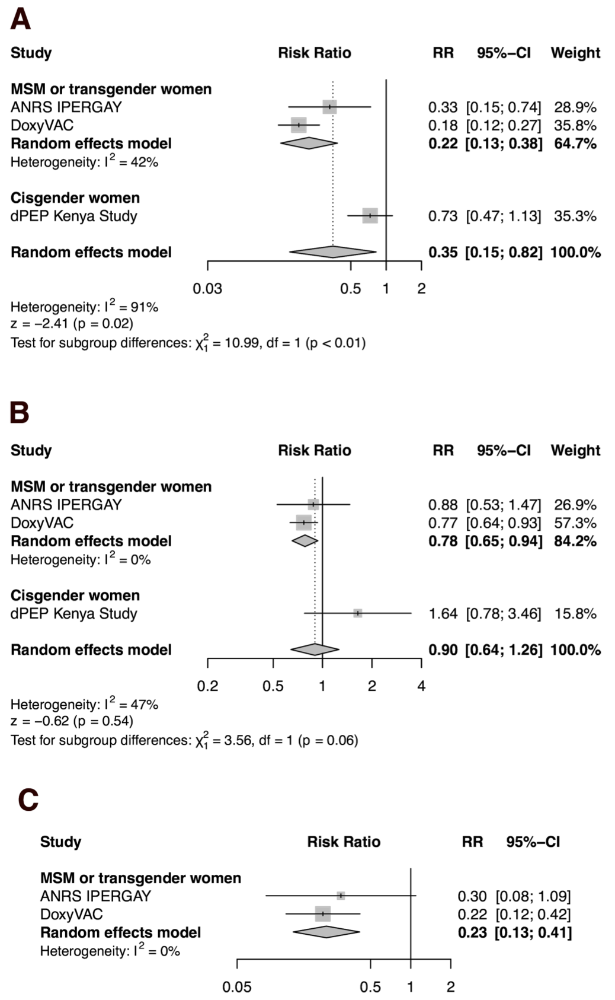 A
Study Risk Ratio RR 95%–CI Weight
MSM or transgender women
ANRS IPERGAY 0.33 [0.15; 0.74] 28.9%
DoxyVAC 0.18 [0.12; 0.27] 35.8%
Random effects model 0.22 [0.13; 0.38] 64.7%
Heterogeneity: I² = 42%
Cisgender women
dPEP Kenya Study 0.73 [0.47; 1.13] 35.3%
Random effects model 0.35 [0.15; 0.82] 100.0%
0.03 0.5 1 2
Heterogeneity: I² = 91%
z = −2.41 (p = 0.02)
Test for subgroup differences: χ²₁ = 10.99, df = 1 (p < 0.01)
B
Study Risk Ratio RR 95%–CI Weight
MSM or transgender women
ANRS IPERGAY 0.88 [0.53; 1.47] 26.9%
DoxyVAC 0.77 [0.64; 0.93] 57.3%
Random effects model 0.78 [0.65; 0.94] 84.2%
Heterogeneity: I² = 0%
Cisgender women
dPEP Kenya Study 1.64 [0.78; 3.46] 15.8%
Random effects model 0.90 [0.64; 1.26] 100.0%
0.2 0.5 1 2 4
Heterogeneity: I² = 47%
z = −0.62 (p = 0.54)
Test for subgroup differences: χ²₁ = 3.56, df = 1 (p = 0.06)
C
Study Risk Ratio RR 95%–CI
MSM or transgender women
ANRS IPERGAY 0.30 [0.08; 1.09]
DoxyVAC 0.22 [0.12; 0.42]
Random effects model 0.23 [0.13; 0.41]
Heterogeneity: I² = 0%
0.05 0.5 1 2